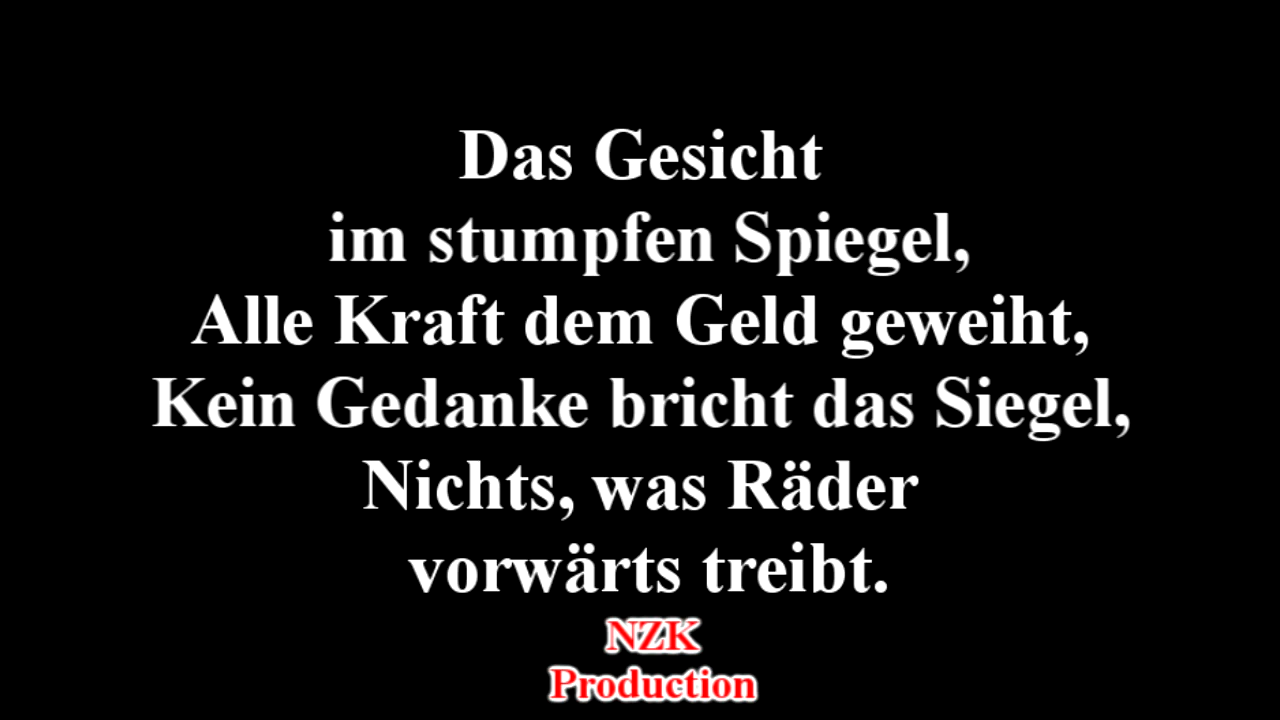 Das Gesicht
im stumpfen Spiegel,
Alle Kraft dem Geld geweiht,
Kein Gedanke bricht das Siegel,
Nichts, was Räder
vorwärts treibt.
NZK
Production